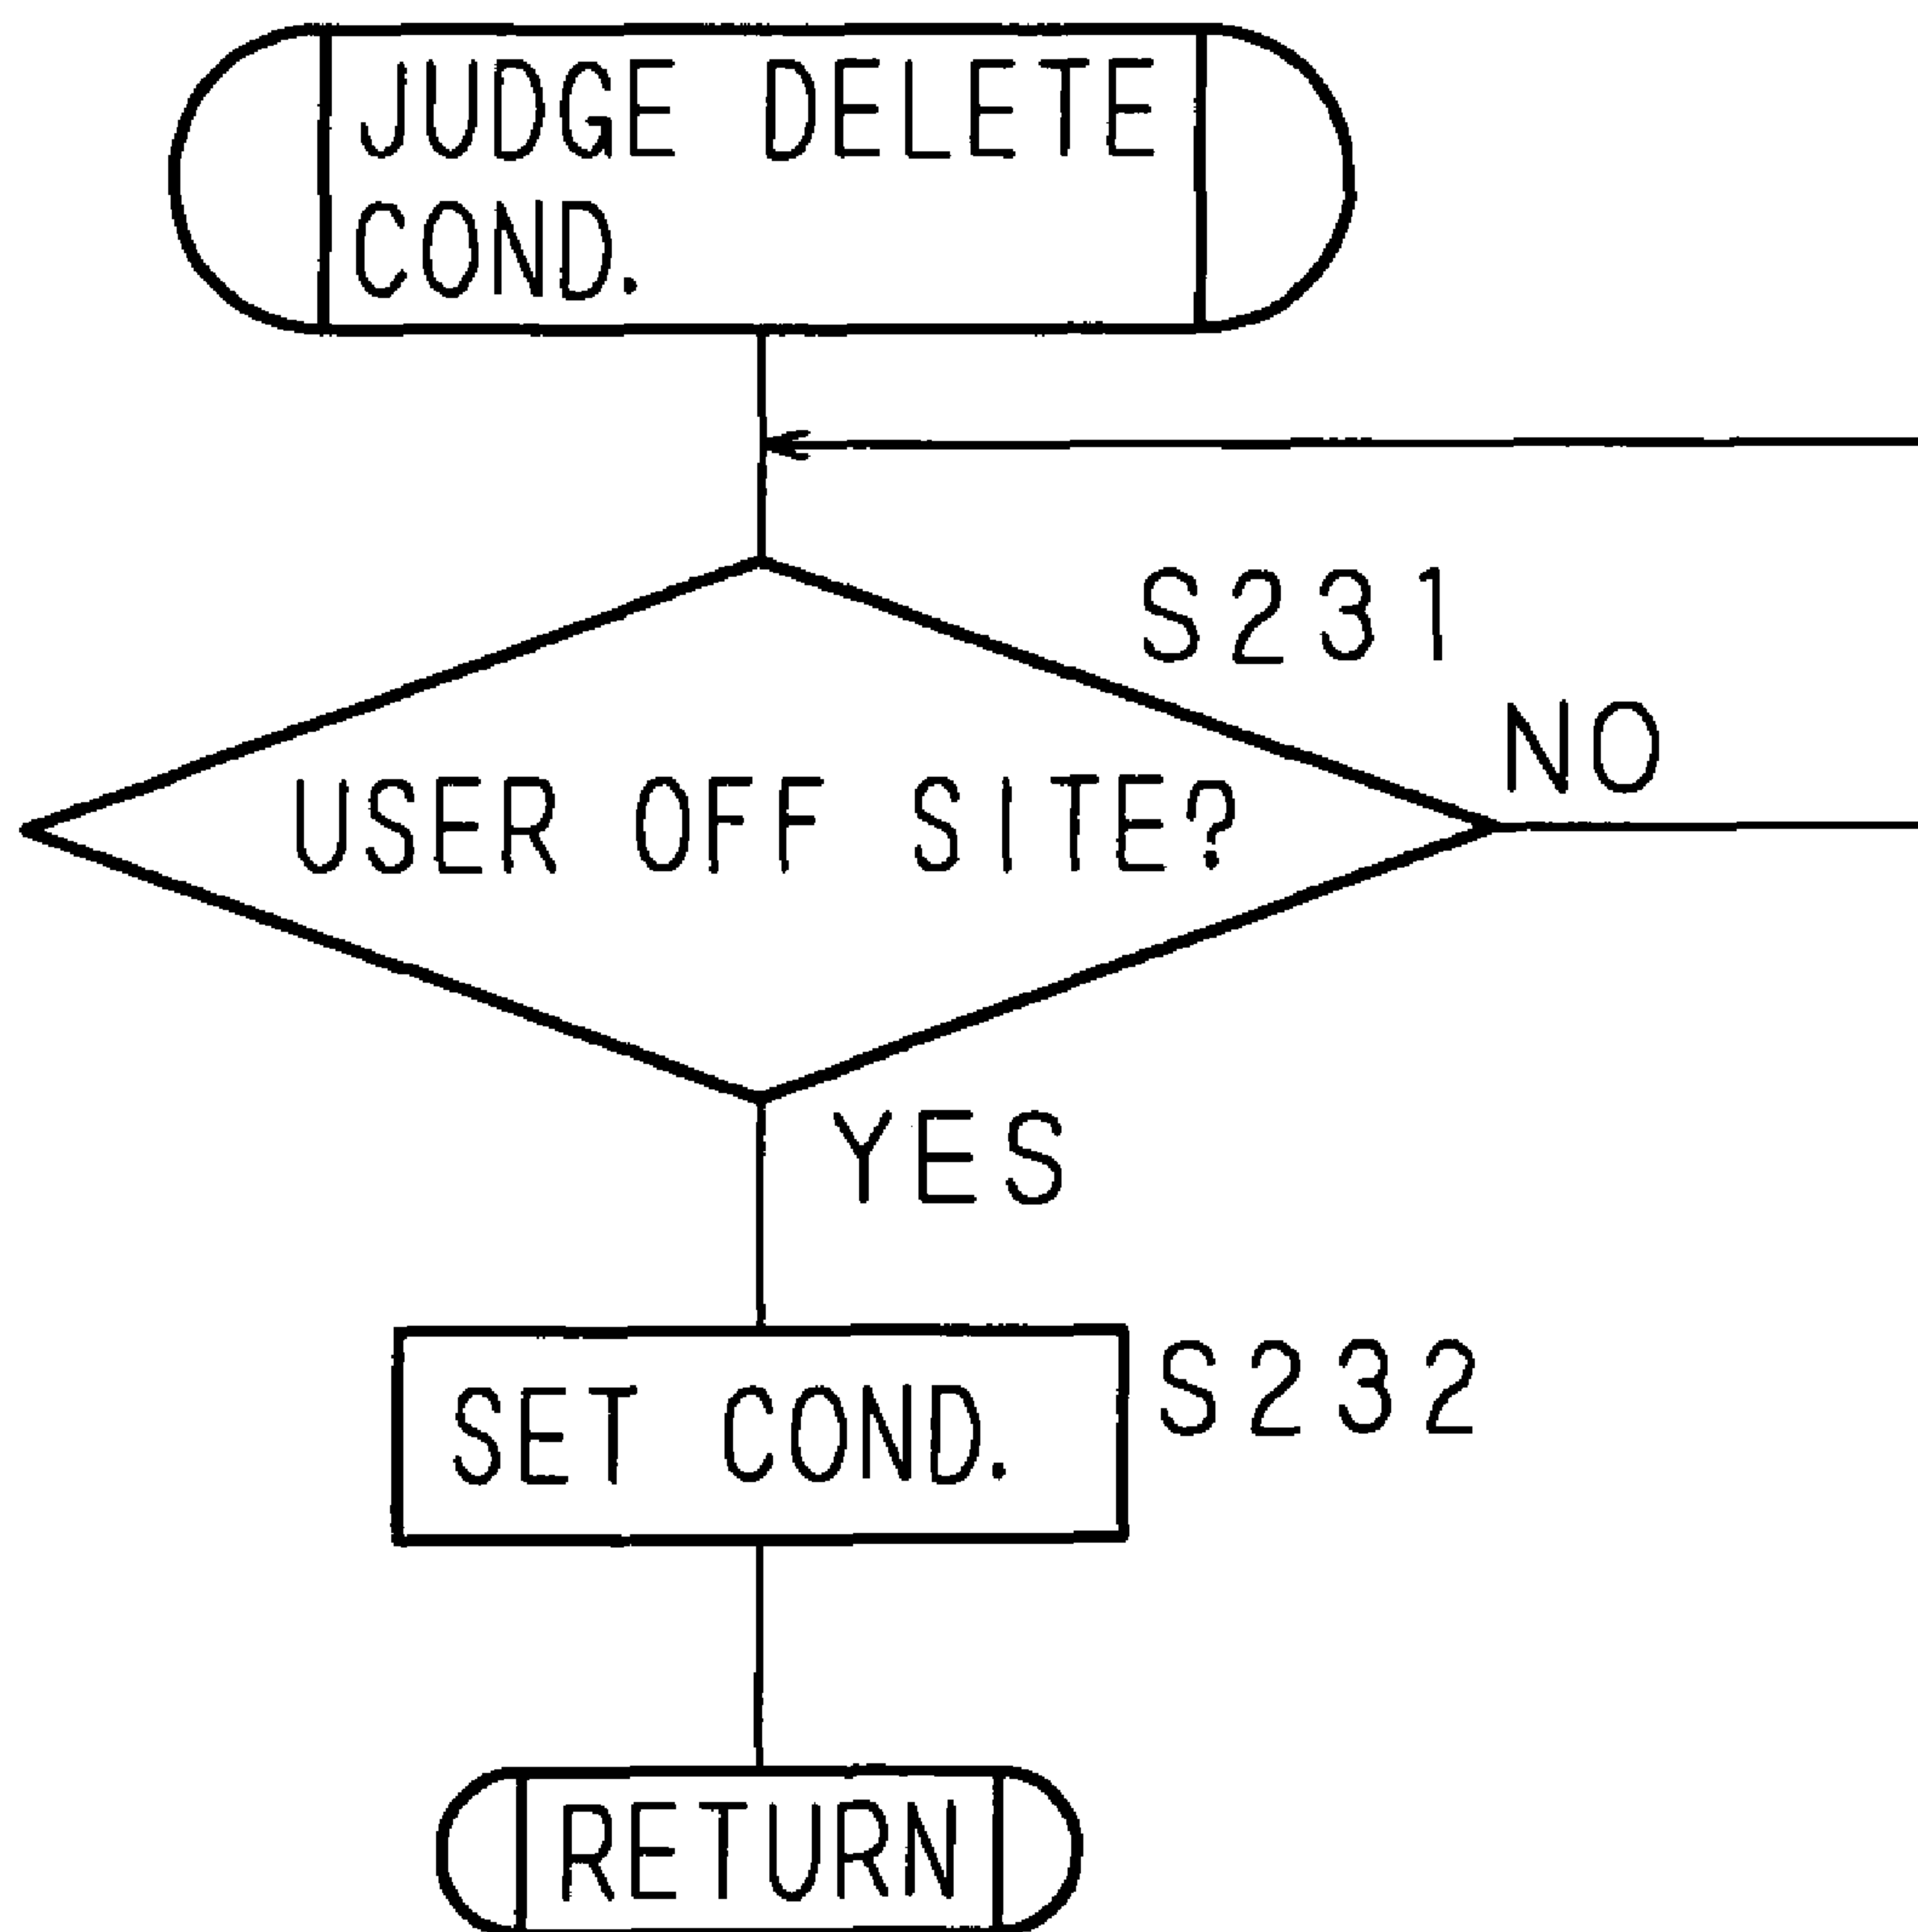 JUDGE DELETE
COND.
S231
NO
USER OFF SITE?
YES
SET COND.
S232
RETURN